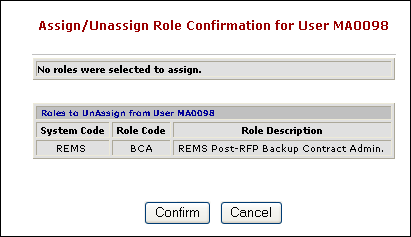 Assign/Unassign Role Confirmation for User MA0098
No roles were selected to assign.
Roles to UnAssign from User MA0098
System Code Role Code Role Description
REMS BCA REMS Post-RFP Backup Contract Admin.
Confirm Cancel